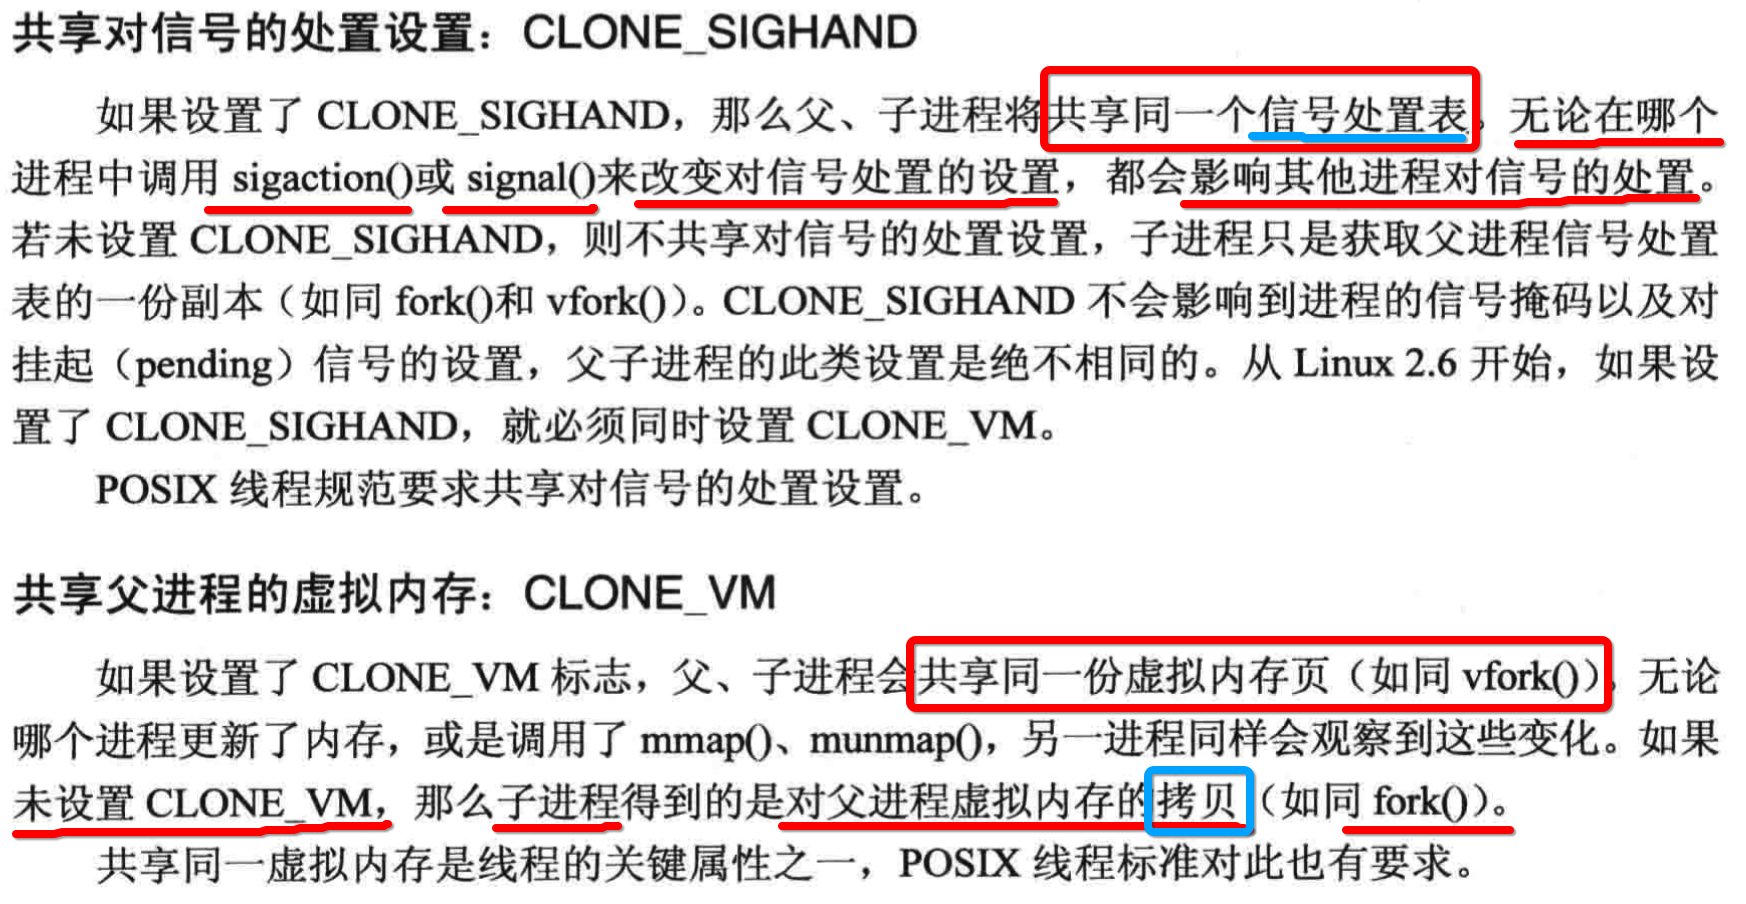 共享对信号的处置设置：CLONE_SIGHAND
如果设置了 CLONE_SIGHAND，那么父、子进程将共享同一个信号处置表。无论在哪个
进程中调用 sigaction()或 signal()来改变对信号处置的设置，都会影响其他进程对信号的处置。
若未设置 CLONE_SIGHAND，则不共享对信号的处置设置，子进程只是获取父进程信号处置
表的一份副本（如同 fork()和 vfork()）。CLONE_SIGHAND 不会影响到进程的信号掩码以及对
挂起（pending）信号的设置，父子进程的此类设置是绝不相同的。从 Linux 2.6 开始，如果设
置了 CLONE_SIGHAND，就必须同时设置 CLONE_VM。
POSIX 线程规范要求共享对信号的处置设置。
共享父进程的虚拟内存：CLONE_VM
如果设置了 CLONE_VM 标志，父、子进程会共享同一份虚拟内存页（如同 vfork()）。无论
哪个进程更新了内存，或是调用了 mmap()、munmap()，另一进程同样会观察到这些变化。如果
未设置 CLONE_VM，那么子进程得到的是对父进程虚拟内存的拷贝（如同 fork()）。
共享同一虚拟内存是线程的关键属性之一，POSIX 线程标准对此也有要求。